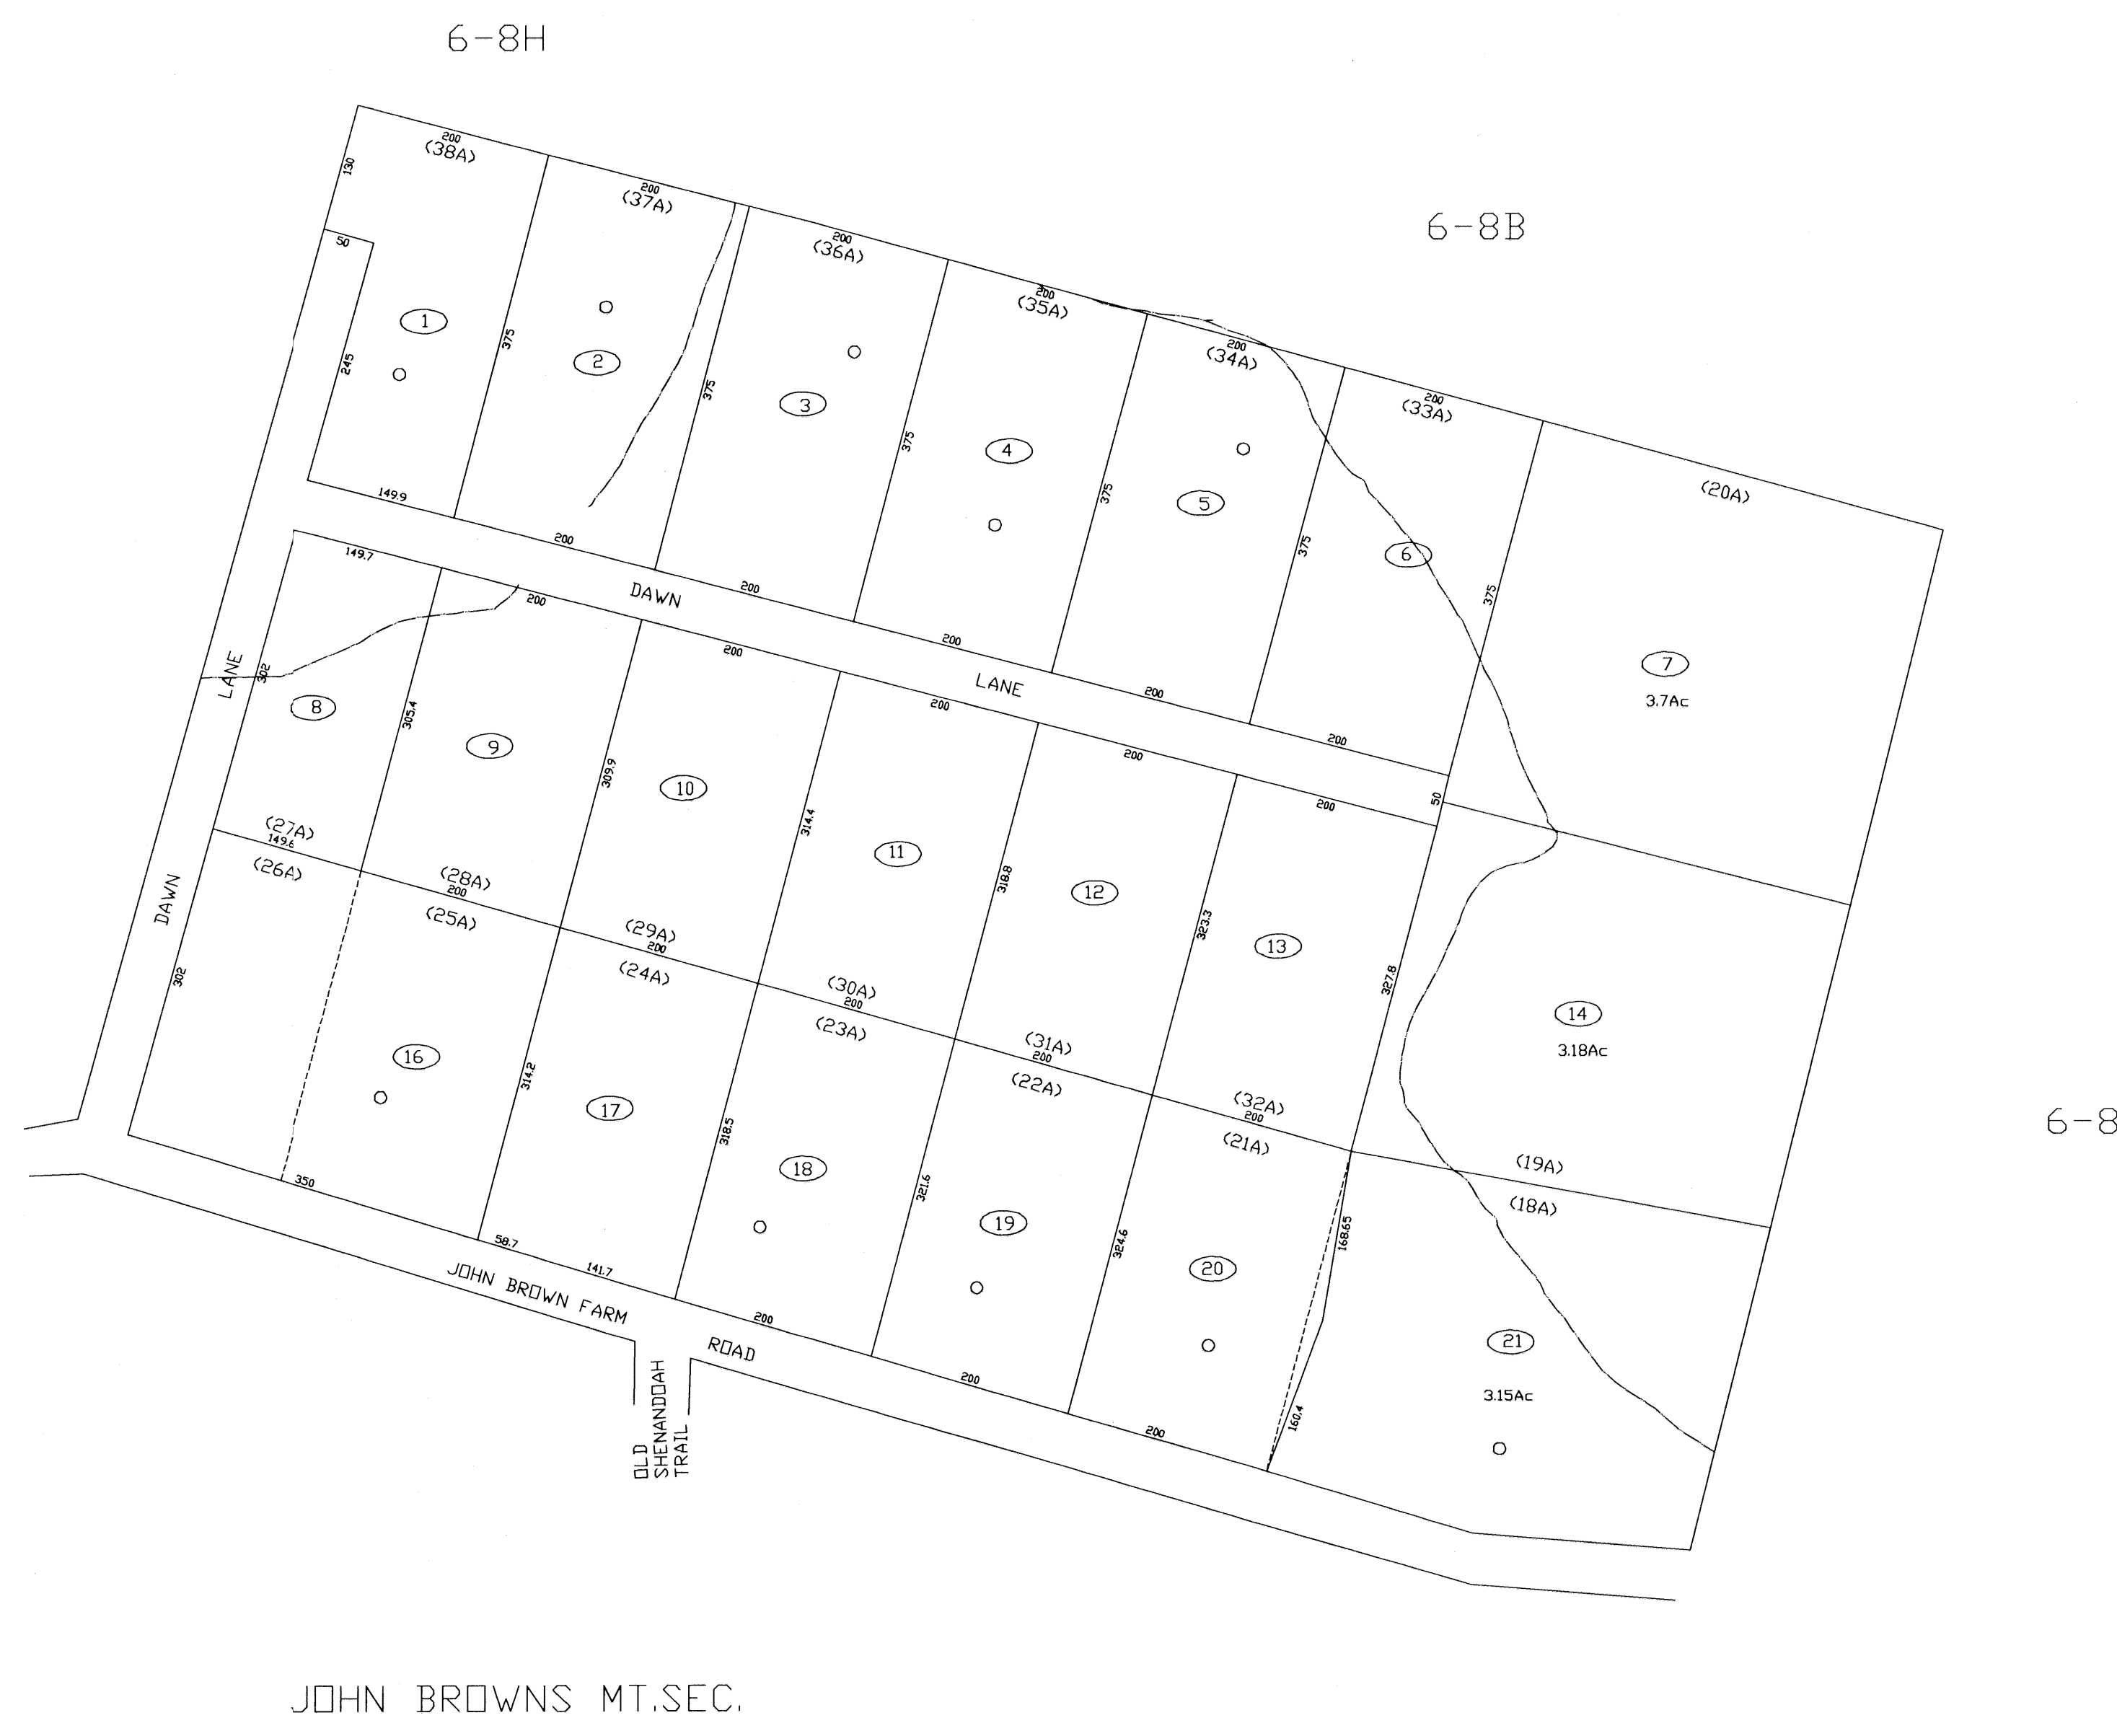 6-8H
200
(38A)
130
200
(37A)
6-8B
50
200
(36A)
200
(35A)
1
375
245
2
200
(34A)
375
3
200
(33A)
375
4
149.9
375
5
(20A)
200
149.7
375
6
375
DAWN
200
200
200
LANE
302
200
LANE
200
7
3.7Ac
8
305.4
9
200
200
200
309.9
10
200
50
200
314.4
11
(27A)
149.6
(26A)
(28A)
200
(25A)
318.8
12
DAWN
323.3
13
(29A)
200
(24A)
327.8
302
(30A)
200
(23A)
14
3.18Ac
16
314.2
(31A)
200
(22A)
17
(32A)
200
(21A)
6-8
318.5
18
350
321.6
19
(19A)
(18A)
58.7
141.7
324.6
20
168.65
JOHN BROWN FARM
200
ROAD
21
200
3.15Ac
160.4
200
OLD
SHENANDOAH
TRAIL
JOHN BROWNS MT.SEC.